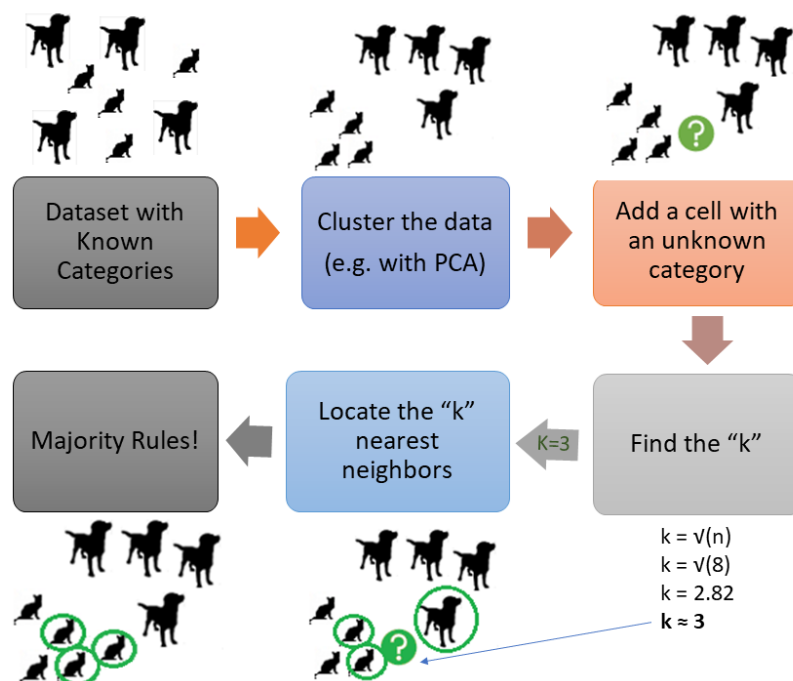 ?
Dataset with
Known
Categories
Cluster the data
(e.g. with PCA)
Add a cell with
an unknown
category
Find the “k”
K=3
Locate the “k”
nearest
neighbors
Majority Rules!
k = √(n)
k = √(8)
k = 2.82
k ≈ 3
?